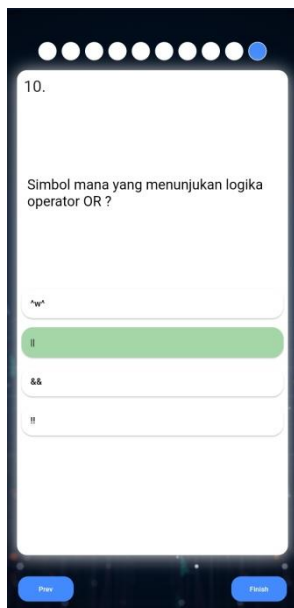 10.
Simbol mana yang menunjukan logika
operator OR ?
^w^
||
&&
!!
Prev
Finish